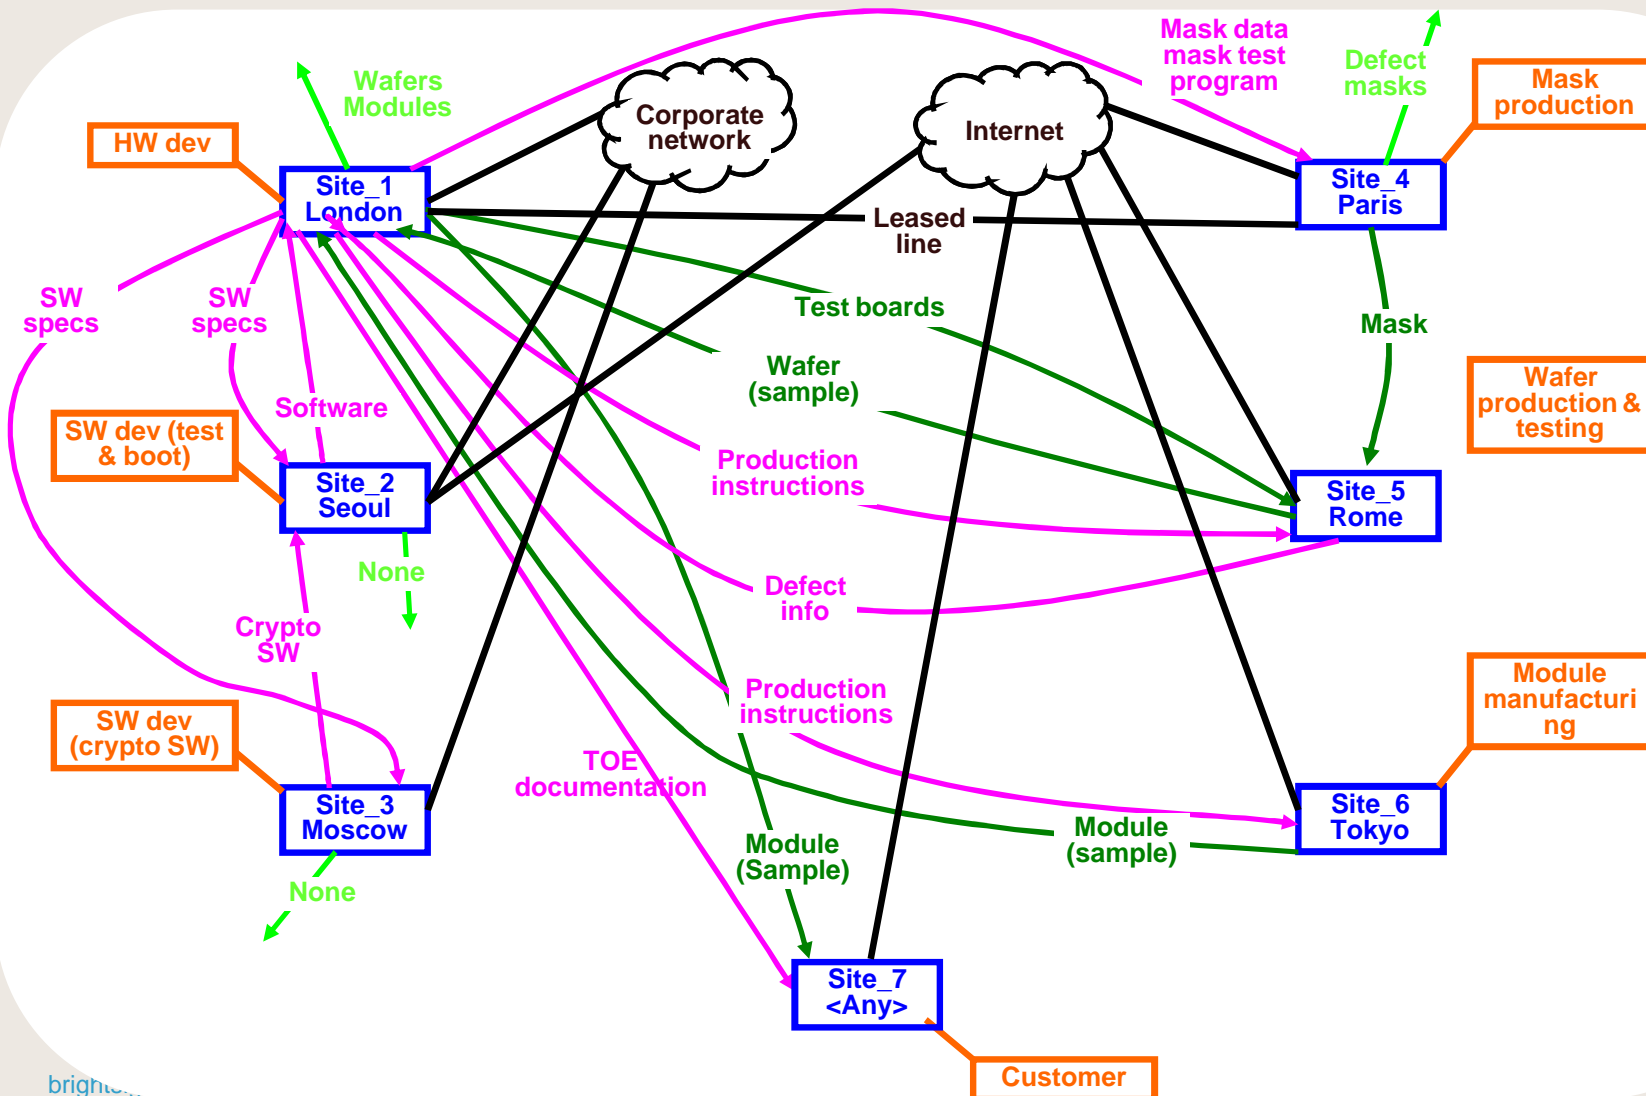 Mask data
mask test
program
Defect
masks
Mask
production
Wafers
Modules
Corporate
network
Internet
HW dev
Site_1
London
Site_4
Paris
Leased
line
SW
specs
SW
specs
Test boards
Mask
Wafer
(sample)
Wafer
production &
testing
Software
SW dev (test
& boot)
Production
instructions
Site_2
Seoul
Site_5
Rome
None
Defect
info
Crypto
SW
Production
instructions
Module
manufacturi
ng
SW dev
(crypto SW)
TOE
documentation
Site_3
Moscow
Module
(Sample)
Module
(sample)
Site_6
Tokyo
None
Site_7
<Any>
Customer